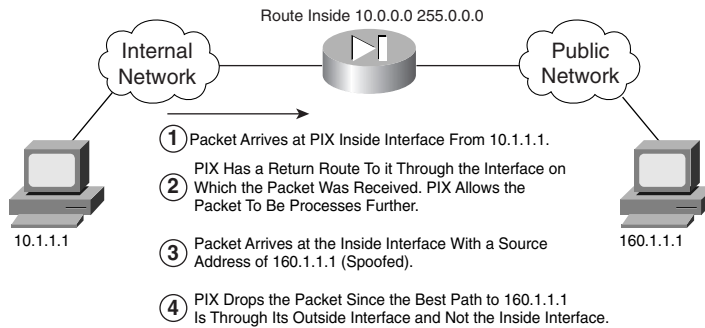 Route Inside 10.0.0.0 255.0.0.0
Internal
Network
Public
Network
1 Packet Arrives at PIX Inside Interface From 10.1.1.1.
2 PIX Has a Return Route To it Through the Interface on
Which the Packet Was Received. PIX Allows the
Packet To Be Processes Further.
10.1.1.1
160.1.1.1
3 Packet Arrives at the Inside Interface With a Source
Address of 160.1.1.1 (Spoofed).
4 PIX Drops the Packet Since the Best Path to 160.1.1.1
Is Through Its Outside Interface and Not the Inside Interface.